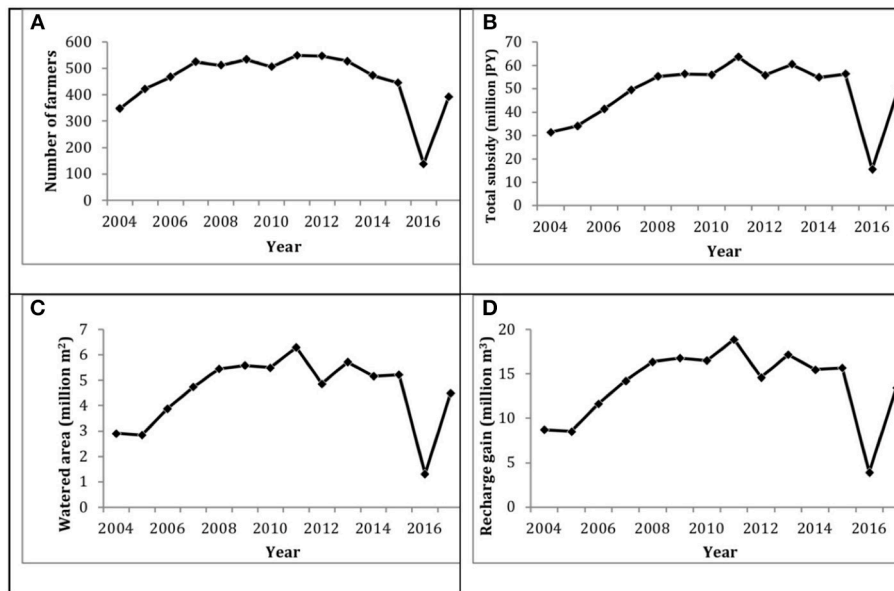 A
Number of farmers
600
500
400
300
200
100
0
2004 2006 2008 2010 2012 2014 2016
Year
B
Total subsidy (million JPY)
70
60
50
40
30
20
10
0
2004 2006 2008 2010 2012 2014 2016
Year
C
Watered area (million m²)
7
6
5
4
3
2
1
0
2004 2006 2008 2010 2012 2014 2016
Year
D
Recharge gain (million m³)
20
15
10
5
0
2004 2006 2008 2010 2012 2014 2016
Year